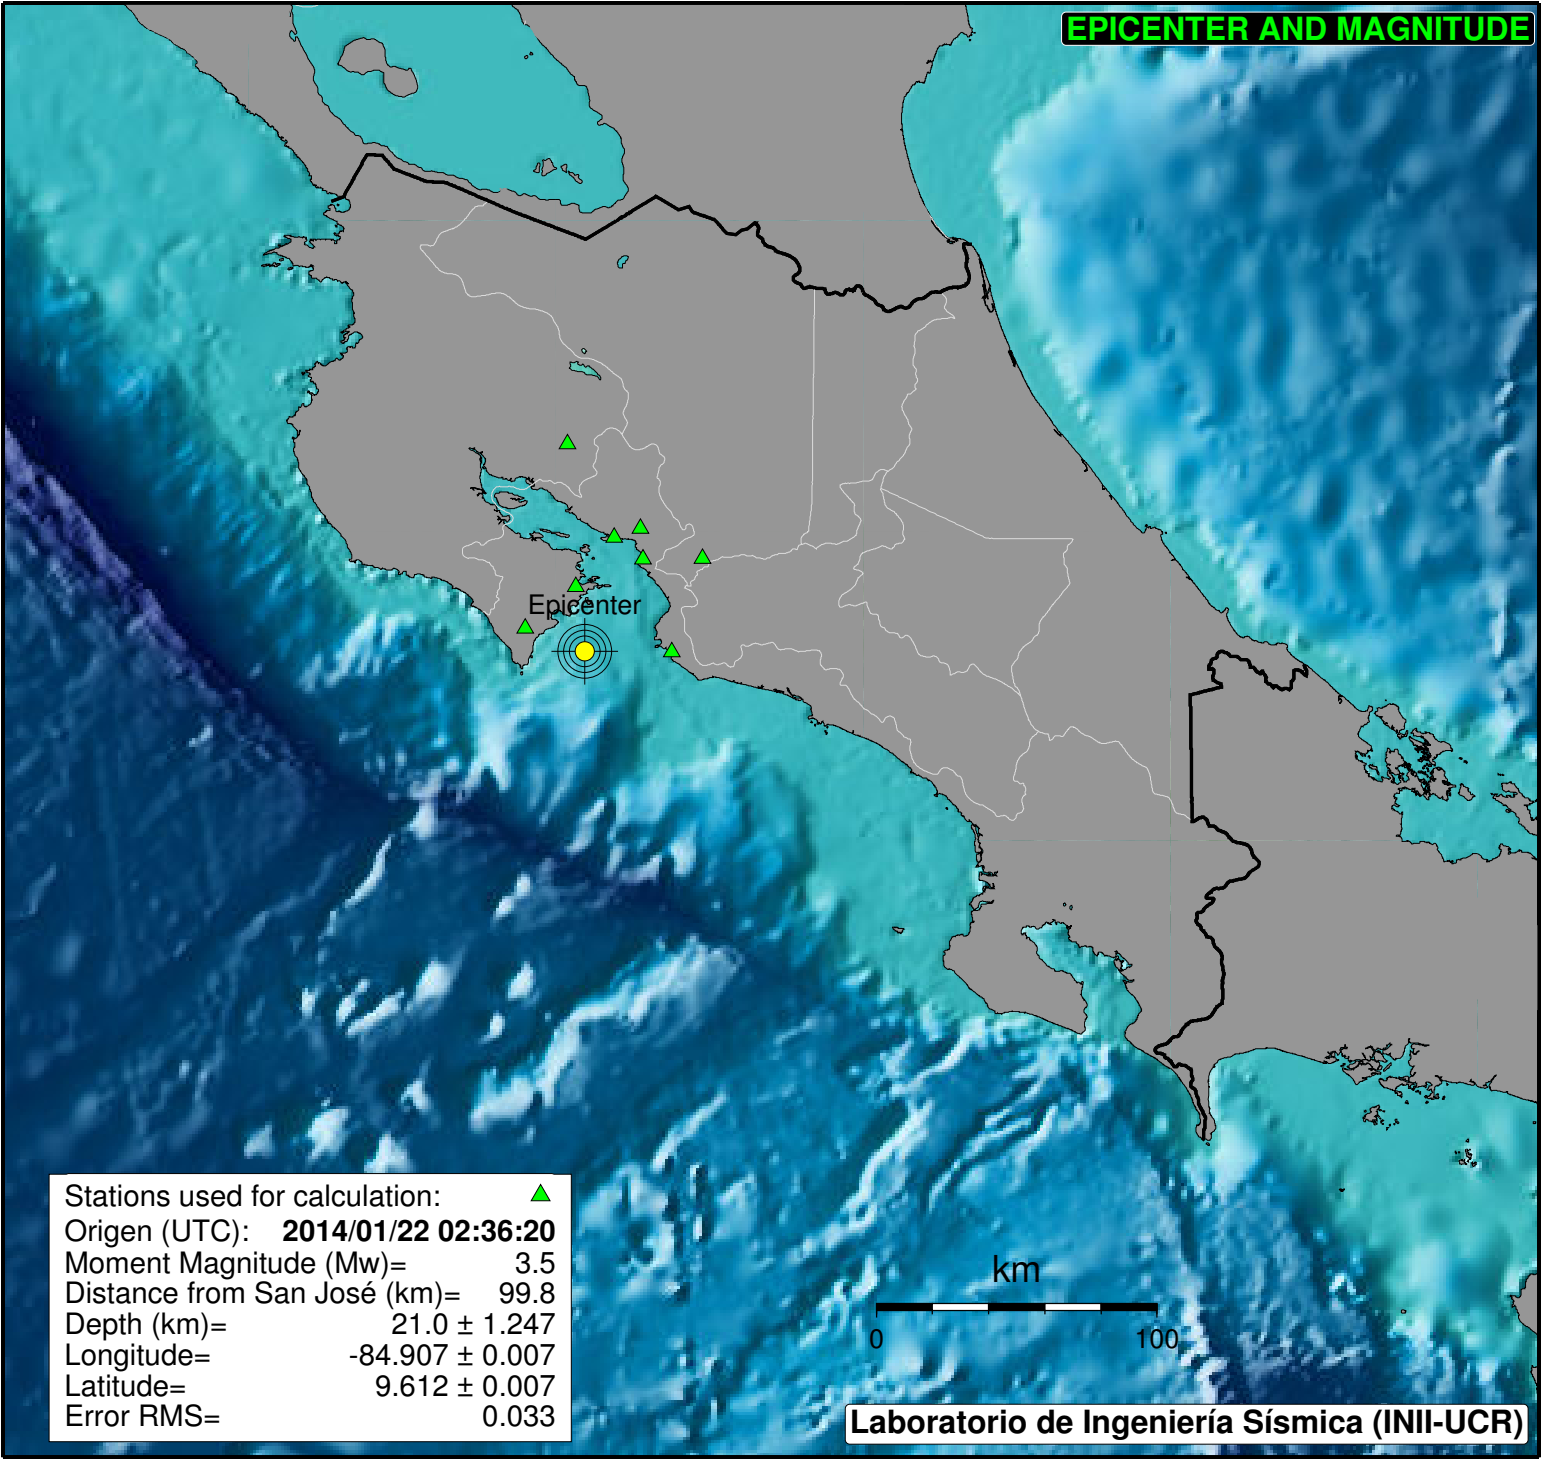 EPICENTER AND MAGNITUDE
Epicenter
Stations used for calculation:
Origen (UTC): 2014/01/22 02:36:20
Moment Magnitude (Mw)= 3.5
Distance from San José (km)= 99.8
Depth (km)= 21.0 ± 1.247
Longitude= -84.907 ± 0.007
Latitude= 9.612 ± 0.007
Error RMS= 0.033
km
0 100
Laboratorio de Ingeniería Sísmica (INII-UCR)